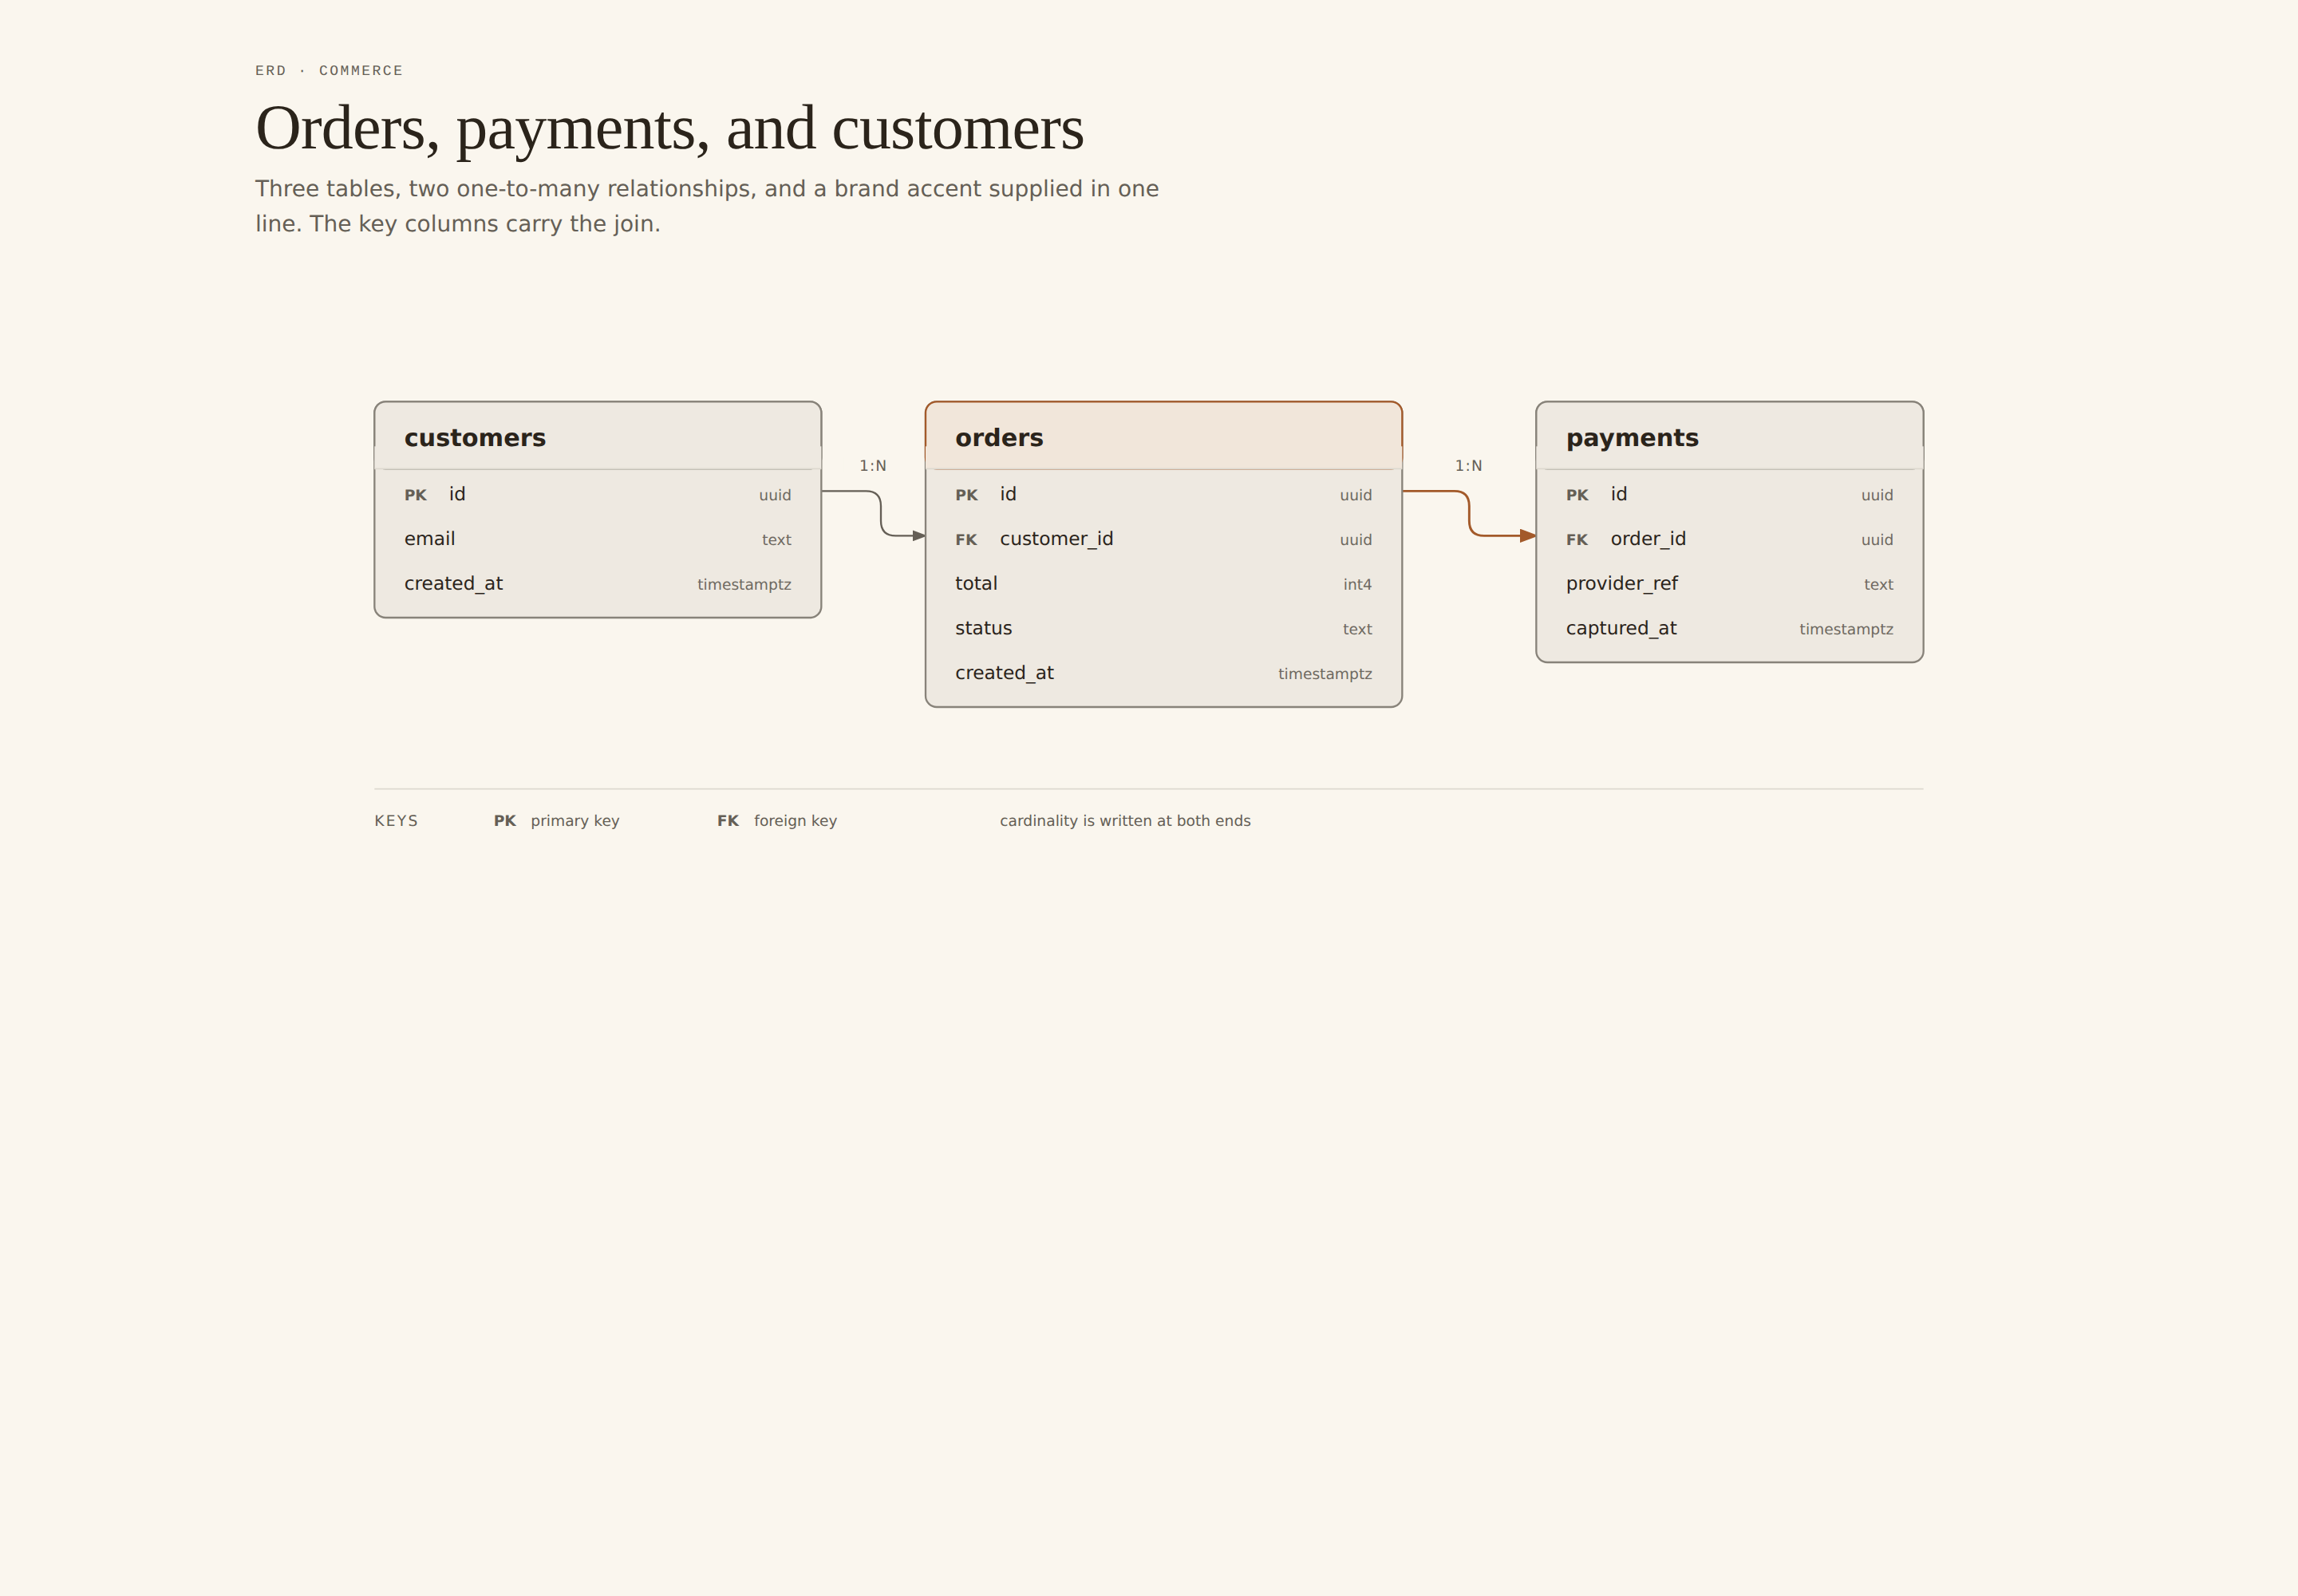 ERD · COMMERCE
Orders, payments, and customers
Three tables, two one-to-many relationships, and a brand accent supplied in one
line. The key columns carry the join.
customers
PK id uuid
email text
created_at timestamptz
1:N
orders
PK id uuid
FK customer_id uuid
total int4
status text
created_at timestamptz
1:N
payments
PK id uuid
FK order_id uuid
provider_ref text
captured_at timestamptz
KEYS PK primary key FK foreign key cardinality is written at both ends